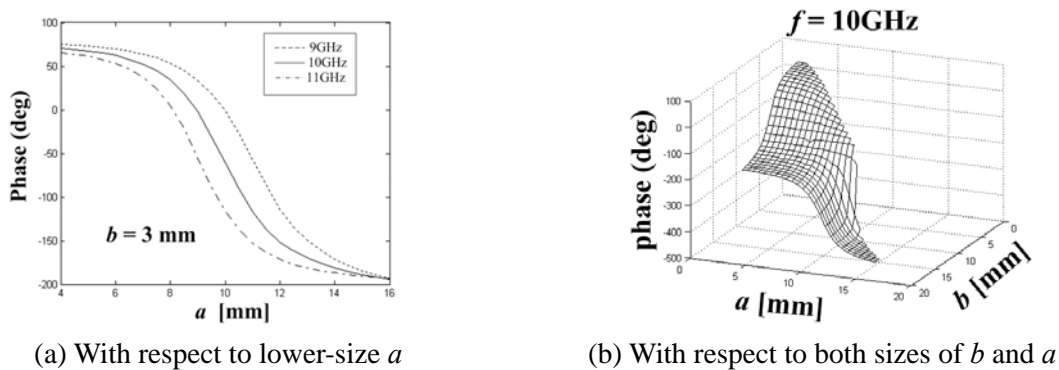 100
50
0
-50
-100
-150
-200
4
6
8
10
12
14
16
Phase (deg)
a [mm]
9GHz
10GHz
11GHz
b = 3 mm
(a) With respect to lower-size a
f = 10GHz
100
0
-100
-200
-300
-400
-500
0
5
10
15
20
20
15
10
5
0
phase (deg)
a [mm]
b [mm]
(b) With respect to both sizes of b and a